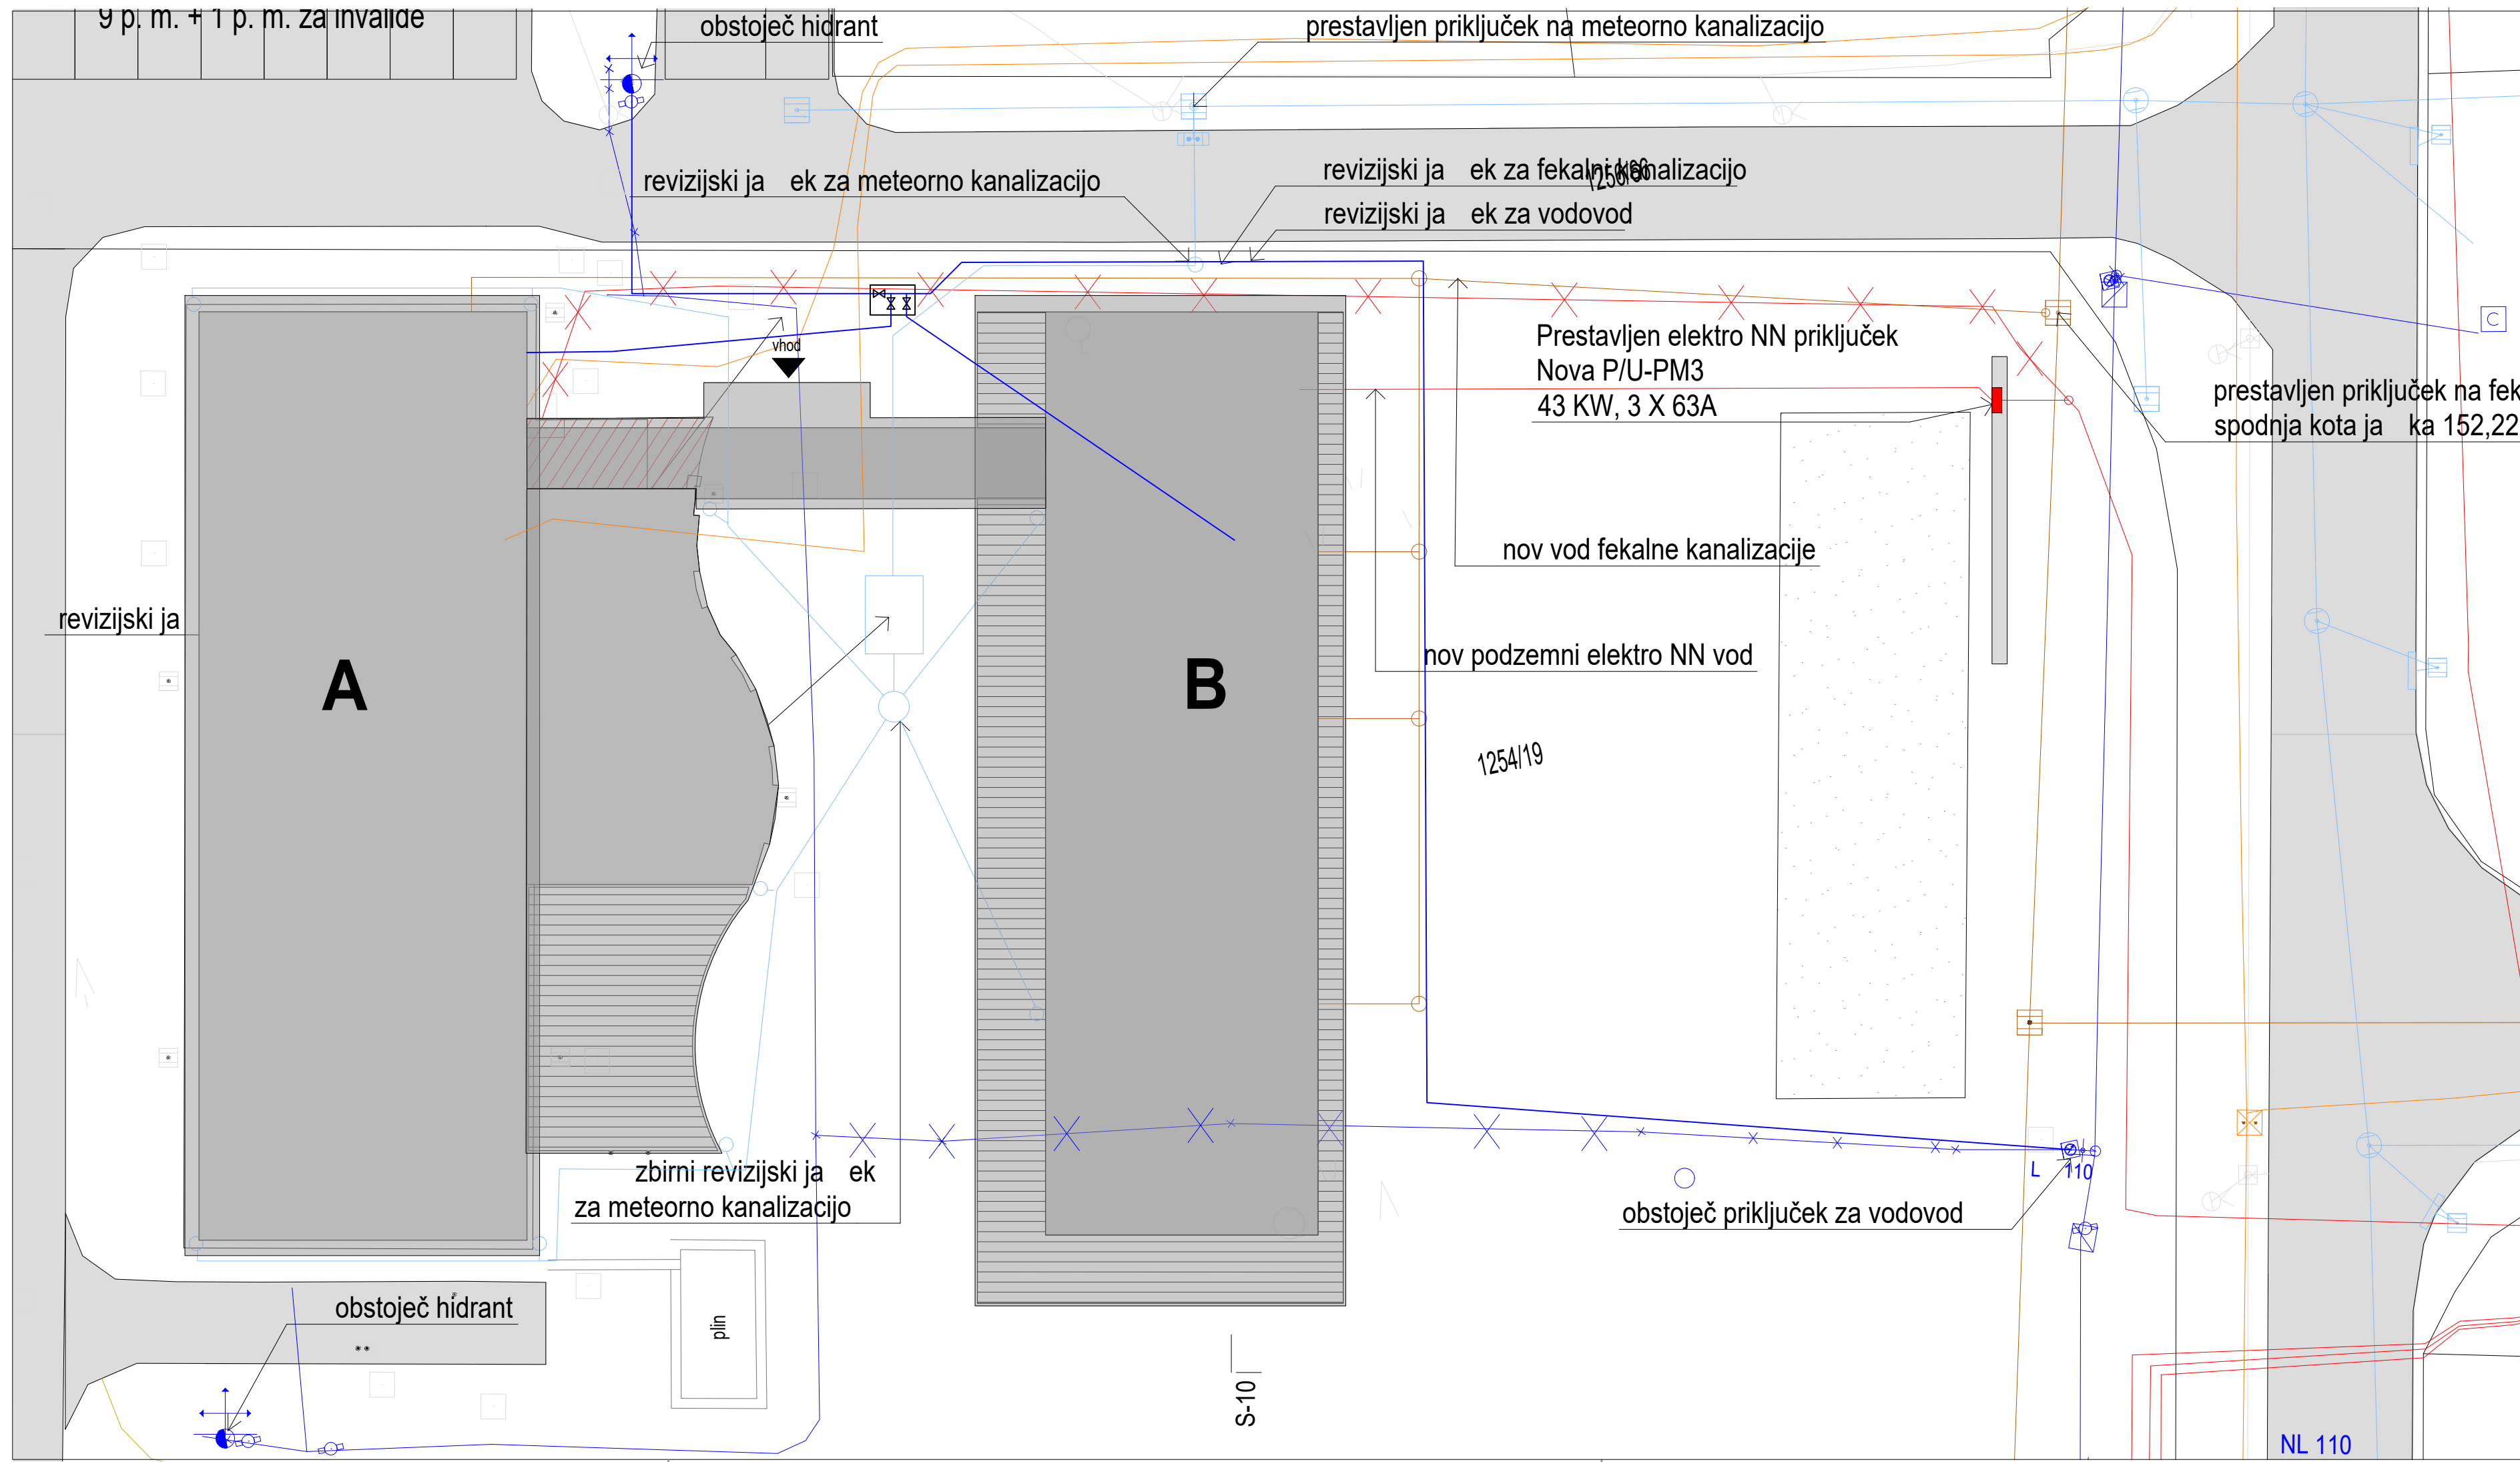 9 p. m. + 1 p. m. za invalide
obstoječ hidrant
prestavljen priključek na meteorno kanalizacijo
revizijski ja ek za meteorno kanalizacijo
revizijski ja ek za fekalni kanalizacijo
1256/66
revizijski ja ek za vodovod
C
vhod
Prestavljen elektro NN priključek
Nova P/U-PM3
43 KW, 3 X 63A
prestavljen priključek na fek
spodnja kota ja ka 152,22
nov vod fekalne kanalizacije
revizijski ja
nov podzemni elektro NN vod
A
B
1254/19
zbirni revizijski ja ek
za meteorno kanalizacijo
L 110
obstoječ priključek za vodovod
obstoječ hidrant
plin
S-10
NL 110